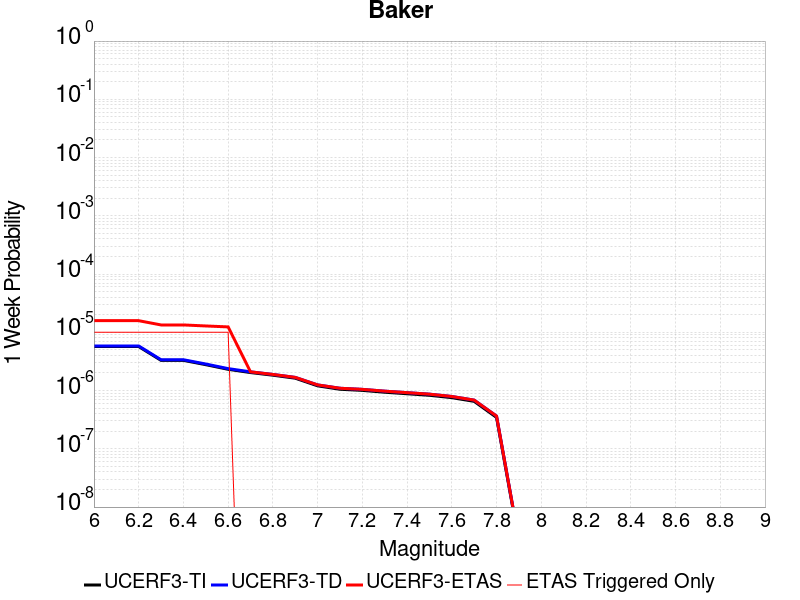 Baker
10^0
10^-1
10^-2
10^-3
10^-4
10^-5
10^-6
10^-7
10^-8
1 Week Probability
6 6.2 6.4 6.6 6.8 7 7.2 7.4 7.6 7.8 8 8.2 8.4 8.6 8.8 9
Magnitude
UCERF3-TI UCERF3-TD UCERF3-ETAS ETAS Triggered Only